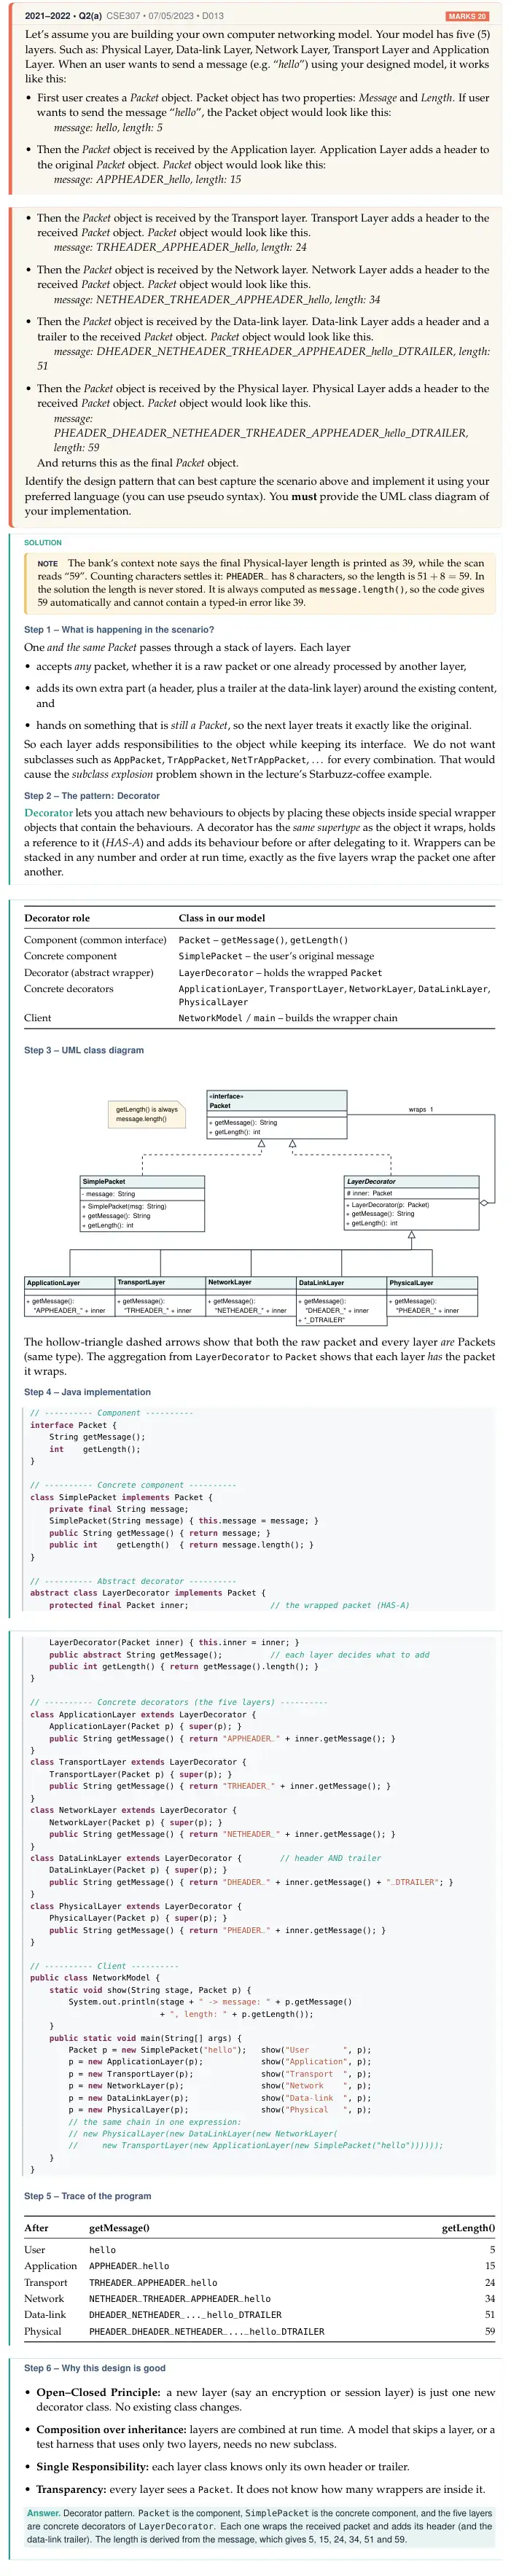 2021–2022 • Q2(a) CSE307 • 07/05/2023 • D013 MARKS 20
Let's assume you are building your own computer networking model. Your model has five (5)
layers. Such as: Physical Layer, Data-link Layer, Network Layer, Transport Layer and Application
Layer. When an user wants to send a message (e.g. "hello") using your designed model, it works
like this:
• First user creates a Packet object. Packet object has two properties: Message and Length. If user
wants to send the message "hello", the Packet object would look like this:
message: hello, length: 5
• Then the Packet object is received by the Application layer. Application Layer adds a header to
the original Packet object. Packet object would look like this:
message: APPHEADER_hello, length: 15
• Then the Packet object is received by the Transport layer. Transport Layer adds a header to the
received Packet object. Packet object would look like this.
message: TRHEADER_APPHEADER_hello, length: 24
• Then the Packet object is received by the Network layer. Network Layer adds a header to the
received Packet object. Packet object would look like this.
message: NETHEADER_TRHEADER_APPHEADER_hello, length: 34
• Then the Packet object is received by the Data-link layer. Data-link Layer adds a header and a
trailer to the received Packet object. Packet object would look like this.
message: DHEADER_NETHEADER_TRHEADER_APPHEADER_hello_DTRAILER, length:
51
• Then the Packet object is received by the Physical layer. Physical Layer adds a header to the
received Packet object. Packet object would look like this.
message:
PHEADER_DHEADER_NETHEADER_TRHEADER_APPHEADER_hello_DTRAILER,
length: 59
And returns this as the final Packet object.
Identify the design pattern that can best capture the scenario above and implement it using your
preferred language (you can use pseudo syntax). You must provide the UML class diagram of
your implementation.
SOLUTION
NOTE The bank's context note says the final Physical-layer length is printed as 39, while the scan
reads "59". Counting characters settles it: PHEADER_ has 8 characters, so the length is 51 + 8 = 59. In
the solution the length is never stored. It is always computed as message.length(), so the code gives
59 automatically and cannot contain a typed-in error like 39.
Step 1 – What is happening in the scenario?
One and the same Packet passes through a stack of layers. Each layer
• accepts any packet, whether it is a raw packet or one already processed by another layer,
• adds its own extra part (a header, plus a trailer at the data-link layer) around the existing content,
and
• hands on something that is still a Packet, so the next layer treats it exactly like the original.
So each layer adds responsibilities to the object while keeping its interface. We do not want
subclasses such as AppPacket, TrAppPacket, NetTrAppPacket, ... for every combination. That would
cause the subclass explosion problem shown in the lecture's Starbuzz-coffee example.
Step 2 – The pattern: Decorator
Decorator lets you attach new behaviours to objects by placing these objects inside special wrapper
objects that contain the behaviours. A decorator has the same supertype as the object it wraps, holds
a reference to it (HAS-A) and adds its behaviour before or after delegating to it. Wrappers can be
stacked in any number and order at run time, exactly as the five layers wrap the packet one after
another.
Decorator role Class in our model
Component (common interface) Packet – getMessage(), getLength()
Concrete component SimplePacket – the user's original message
Decorator (abstract wrapper) LayerDecorator – holds the wrapped Packet
Concrete decorators ApplicationLayer, TransportLayer, NetworkLayer, DataLinkLayer,
PhysicalLayer
Client NetworkModel / main – builds the wrapper chain
Step 3 – UML class diagram
getLength() is always
message.length()
«interface»
Packet
+ getMessage(): String
+ getLength(): int
wraps 1
SimplePacket
- message: String
+ SimplePacket(msg: String)
+ getMessage(): String
+ getLength(): int
LayerDecorator
# inner: Packet
+ LayerDecorator(p: Packet)
+ getMessage(): String
+ getLength(): int
ApplicationLayer
+ getMessage():
"APPHEADER_" + inner
TransportLayer
+ getMessage():
"TRHEADER_" + inner
NetworkLayer
+ getMessage():
"NETHEADER_" + inner
DataLinkLayer
+ getMessage():
"DHEADER_" + inner
+ "_DTRAILER"
PhysicalLayer
+ getMessage():
"PHEADER_" + inner
The hollow-triangle dashed arrows show that both the raw packet and every layer are Packets
(same type). The aggregation from LayerDecorator to Packet shows that each layer has the packet
it wraps.
Step 4 – Java implementation
// ---------- Component ----------
interface Packet {
String getMessage();
int getLength();
}
// ---------- Concrete component ----------
class SimplePacket implements Packet {
private final String message;
SimplePacket(String message) { this.message = message; }
public String getMessage() { return message; }
public int getLength() { return message.length(); }
}
// ---------- Abstract decorator ----------
abstract class LayerDecorator implements Packet {
protected final Packet inner; // the wrapped packet (HAS-A)
LayerDecorator(Packet inner) { this.inner = inner; }
public abstract String getMessage(); // each layer decides what to add
public int getLength() { return getMessage().length(); }
}
// ---------- Concrete decorators (the five layers) ----------
class ApplicationLayer extends LayerDecorator {
ApplicationLayer(Packet p) { super(p); }
public String getMessage() { return "APPHEADER_" + inner.getMessage(); }
}
class TransportLayer extends LayerDecorator {
TransportLayer(Packet p) { super(p); }
public String getMessage() { return "TRHEADER_" + inner.getMessage(); }
}
class NetworkLayer extends LayerDecorator {
NetworkLayer(Packet p) { super(p); }
public String getMessage() { return "NETHEADER_" + inner.getMessage(); }
}
class DataLinkLayer extends LayerDecorator { // header AND trailer
DataLinkLayer(Packet p) { super(p); }
public String getMessage() { return "DHEADER_" + inner.getMessage() + "_DTRAILER"; }
}
class PhysicalLayer extends LayerDecorator {
PhysicalLayer(Packet p) { super(p); }
public String getMessage() { return "PHEADER_" + inner.getMessage(); }
}
// ---------- Client ----------
public class NetworkModel {
static void show(String stage, Packet p) {
System.out.println(stage + " -> message: " + p.getMessage()
+ ", length: " + p.getLength());
}
public static void main(String[] args) {
Packet p = new SimplePacket("hello"); show("User ", p);
p = new ApplicationLayer(p); show("Application", p);
p = new TransportLayer(p); show("Transport ", p);
p = new NetworkLayer(p); show("Network ", p);
p = new DataLinkLayer(p); show("Data-link ", p);
p = new PhysicalLayer(p); show("Physical ", p);
// the same chain in one expression:
// new PhysicalLayer(new DataLinkLayer(new NetworkLayer(
// new TransportLayer(new ApplicationLayer(new SimplePacket("hello"))))));
}
}
Step 5 – Trace of the program
After getMessage() getLength()
User hello 5
Application APPHEADER_hello 15
Transport TRHEADER_APPHEADER_hello 24
Network NETHEADER_TRHEADER_APPHEADER_hello 34
Data-link DHEADER_NETHEADER_..._hello_DTRAILER 51
Physical PHEADER_DHEADER_NETHEADER_..._hello_DTRAILER 59
Step 6 – Why this design is good
• Open–Closed Principle: a new layer (say an encryption or session layer) is just one new
decorator class. No existing class changes.
• Composition over inheritance: layers are combined at run time. A model that skips a layer, or a
test harness that uses only two layers, needs no new subclass.
• Single Responsibility: each layer class knows only its own header or trailer.
• Transparency: every layer sees a Packet. It does not know how many wrappers are inside it.
Answer. Decorator pattern. Packet is the component, SimplePacket is the concrete component, and the five layers
are concrete decorators of LayerDecorator. Each one wraps the received packet and adds its header (and the
data-link trailer). The length is derived from the message, which gives 5, 15, 24, 34, 51 and 59.